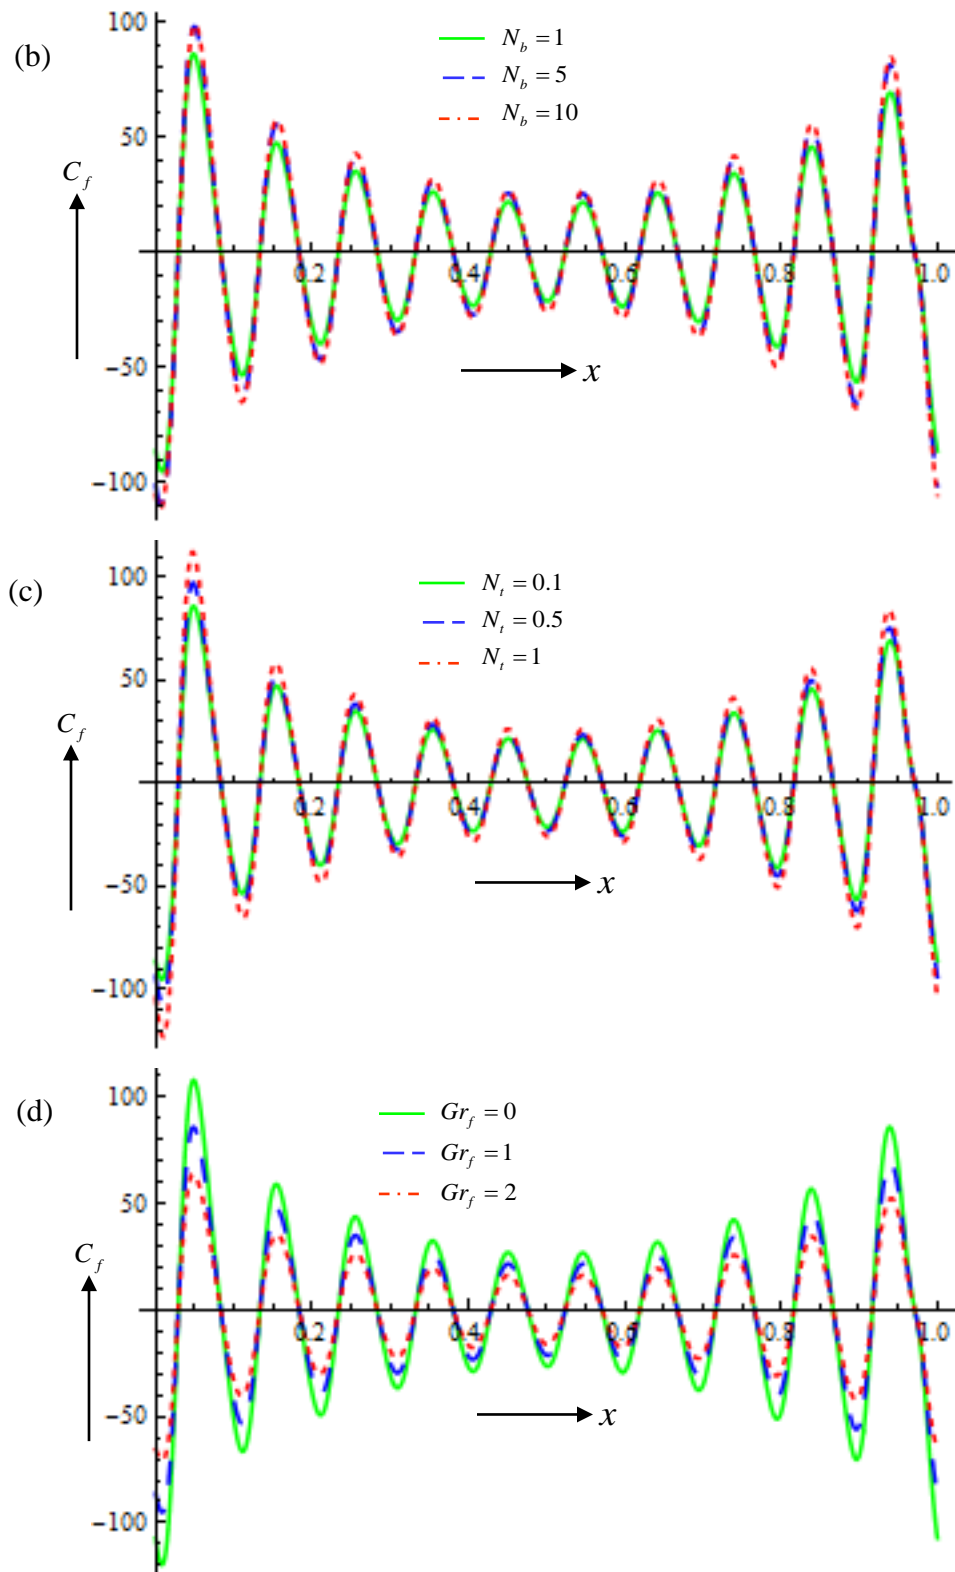 (b)
100
50
−50
−100
C_f
N_b = 1
N_b = 5
N_b = 10
0.2 0.4 0.6 0.8 1.0
x
(c)
100
50
−50
−100
C_f
N_t = 0.1
N_t = 0.5
N_t = 1
0.2 0.4 0.6 0.8 1.0
x
(d)
100
50
−50
−100
C_f
Gr_f = 0
Gr_f = 1
Gr_f = 2
0.2 0.4 0.6 0.8 1.0
x